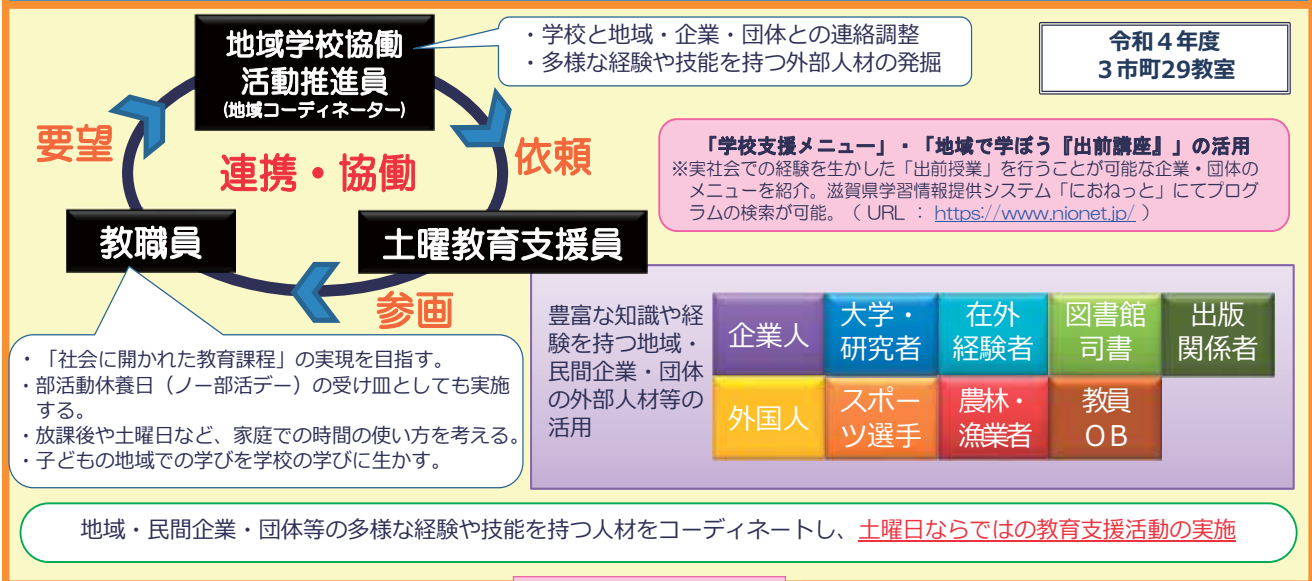 地域学校協働
活動推進員
(地域コーディネーター)
・学校と地域・企業・団体との連絡調整
・多様な経験や技能を持つ外部人材の発掘
令和４年度
３市町29教室
要望
連携・協働
依頼
「学校支援メニュー」・「地域で学ぼう『出前講座』」の活用
※実社会での経験を生かした「出前授業」を行うことが可能な企業・団体の
メニューを紹介。滋賀県学習情報提供システム「におねっと」にてプログ
ラムの検索が可能。（ URL ： https://www.nionet.jp/ ）
教職員
土曜教育支援員
参画
・「社会に開かれた教育課程」の実現を目指す。
・部活動休養日（ノー部活デー）の受け皿としても実施
する。
・放課後や土曜日など、家庭での時間の使い方を考える。
・子どもの地域での学びを学校の学びに生かす。
豊富な知識や経
験を持つ地域・
民間企業・団体
の外部人材等の
活用
企業人
大学・
研究者
在外
経験者
図書館
司書
出版
関係者
外国人
スポー
ツ選手
農林・
漁業者
教員
ＯＢ
地域・民間企業・団体等の多様な経験や技能を持つ人材をコーディネートし、土曜日ならではの教育支援活動の実施